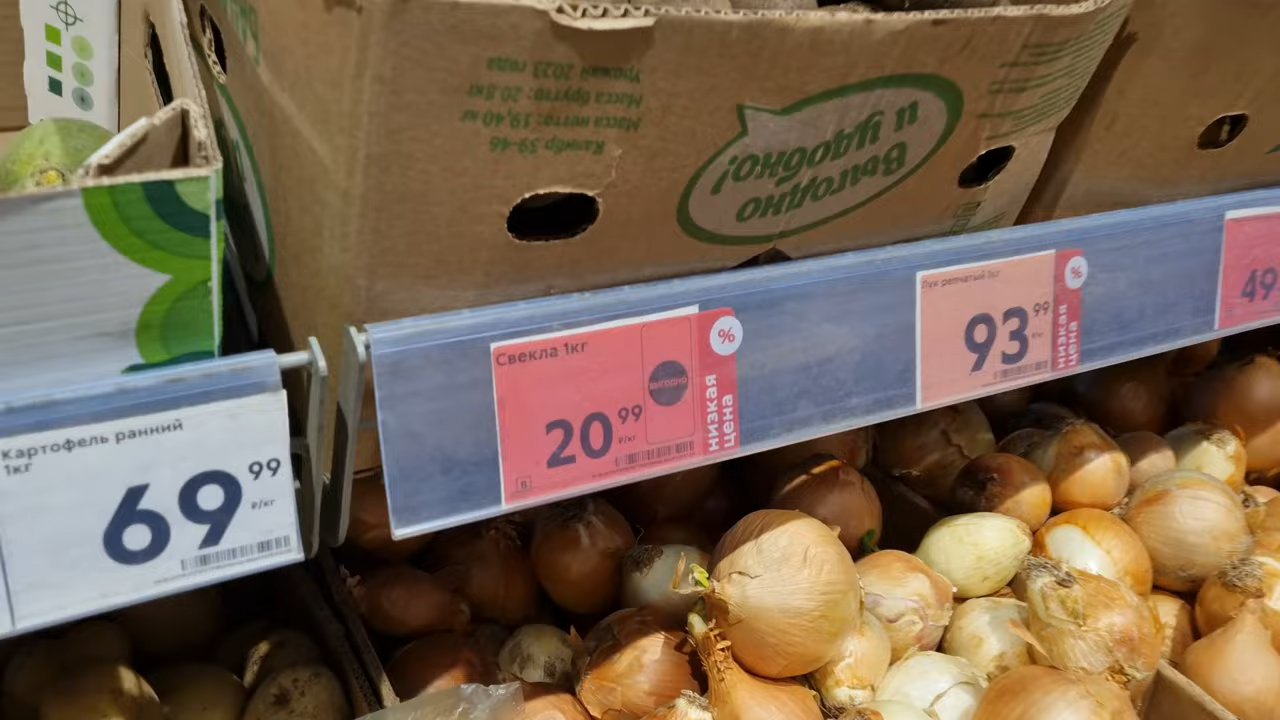 Урожай 2023 года
Масса брутто: 20.8кг
Масса нетто: 19,40 кг
Калибр 39-46
Выгодно
и удобно!
Картофель ранний
1кг
69 99
₽/кг
Свекла 1кг
ВЫГОДНО
20 99
₽/кг
Б
%
низкая
цена
Лук репчатый 1кг
93 99
₽/кг
%
низкая
цена
49